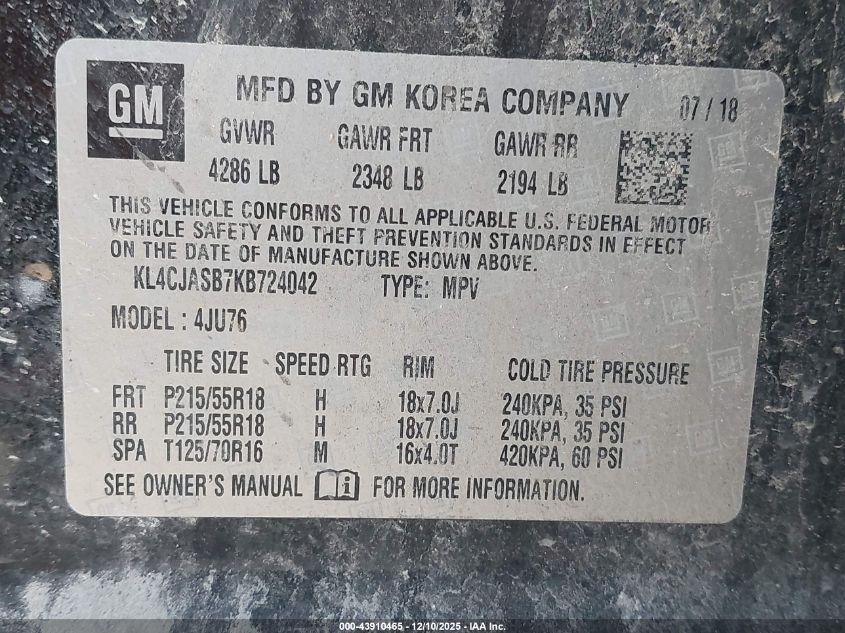 GM MFD BY GM KOREA COMPANY 07/18
GVWR GAWR FRT GAWR RR
4286 LB 2348 LB 2194 LB
THIS VEHICLE CONFORMS TO ALL APPLICABLE U.S. FEDERAL MOTOR
VEHICLE SAFETY AND THEFT PREVENTION STANDARDS IN EFFECT
ON THE DATE OF MANUFACTURE SHOWN ABOVE.
KL4CJASB7KB724042 TYPE: MPV
MODEL : 4JU76
TIRE SIZE SPEED RTG RIM COLD TIRE PRESSURE
FRT P215/55R18 H 18x7.0J 240KPA, 35 PSI
RR P215/55R18 H 18x7.0J 240KPA, 35 PSI
SPA T125/70R16 M 16x4.0T 420KPA, 60 PSI
SEE OWNER'S MANUAL i FOR MORE INFORMATION.
000-43910465 - 12/10/2025 - IAA Inc.